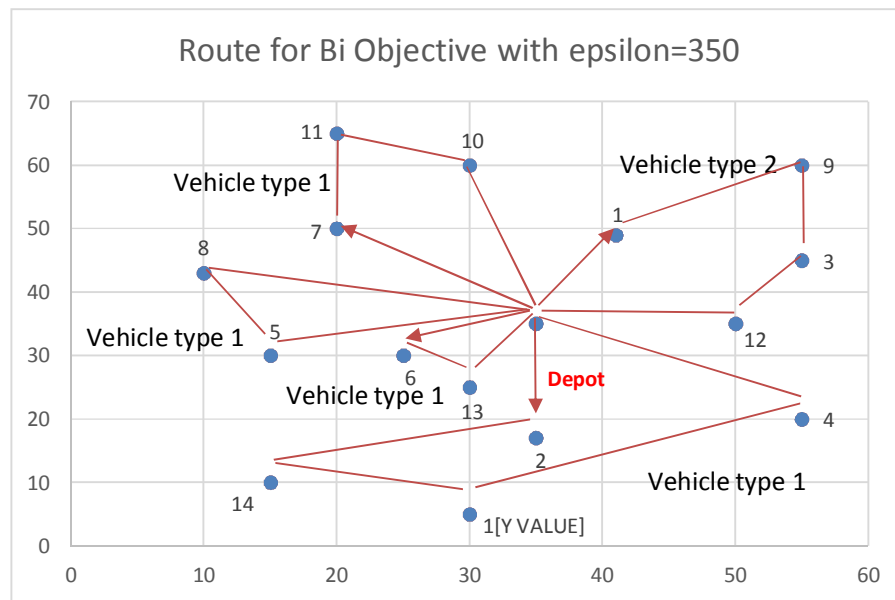 Route for Bi Objective with epsilon=350
70
11
10
60
Vehicle type 1
Vehicle type 2
9
1
50
7
8
3
40
5
12
Vehicle type 1
30
6
Vehicle type 1
Depot
13
20
4
2
Vehicle type 1
14
10
1[Y VALUE]
0
0 10 20 30 40 50 60